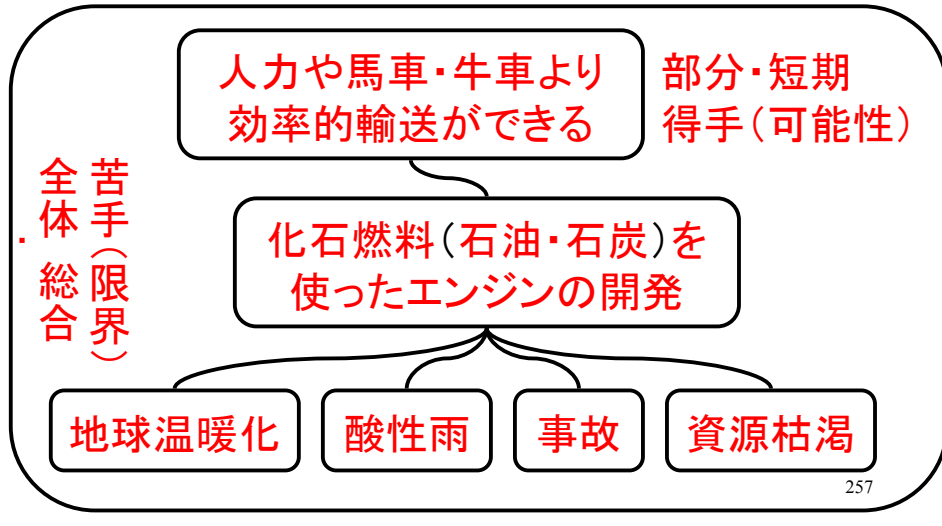 人力や馬車・牛車より
効率的輸送ができる
部分・短期
得手(可能性)
苦手(限界)
全体・総合
化石燃料(石油・石炭)を
使ったエンジンの開発
地球温暖化
酸性雨
事故
資源枯渇
257